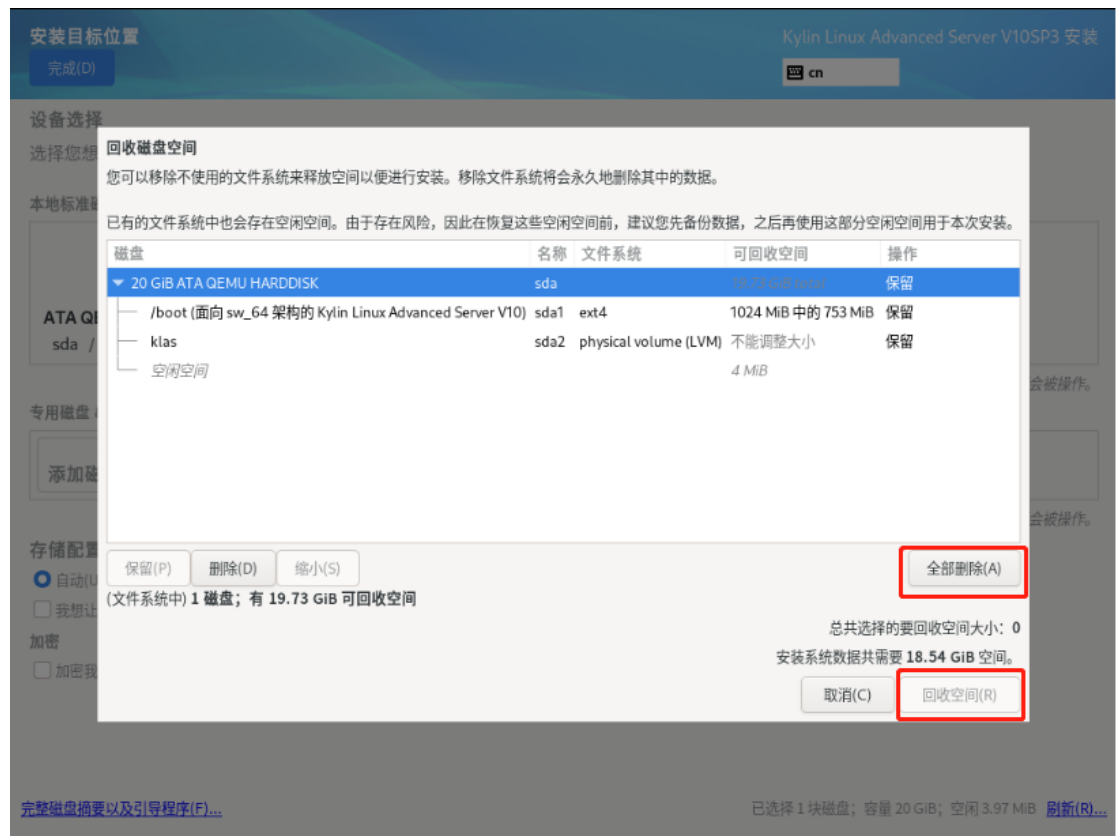 安装目标位置
Kylin Linux Advanced Server V10SP3 安装
完成(D)
cn
设备选择
选择您想
回收磁盘空间
您可以移除不使用的文件系统来释放空间以便进行安装。移除文件系统将会永久地删除其中的数据。
本地标准
已有的文件系统中也会存在空闲空间。由于存在风险，因此在恢复这些空闲空间前，建议您先备份数据，之后再使用这部分空闲空间用于本次安装。
磁盘 名称 文件系统 可回收空间 操作
20 GiB ATA QEMU HARDDISK sda 19.73 GiB total 保留
/boot (面向 sw_64 架构的 Kylin Linux Advanced Server V10) sda1 ext4 1024 MiB 中的 753 MiB 保留
ATA QE
sda /
klas sda2 physical volume (LVM) 不能调整大小 保留
空闲空间 4 MiB
会被操作。
专用磁盘
添加磁
会被操作。
存储配置
保留(P) 删除(D) 缩小(S) 全部删除(A)
自动(U
(文件系统中) 1 磁盘；有 19.73 GiB 可回收空间
我想让
总共选择的要回收空间大小：0
加密
安装系统数据共需要 18.54 GiB 空间。
加密我
取消(C) 回收空间(R)
完整磁盘摘要以及引导程序(F)... 已选择 1 块磁盘；容量 20 GiB；空闲 3.97 MiB 刷新(R)...